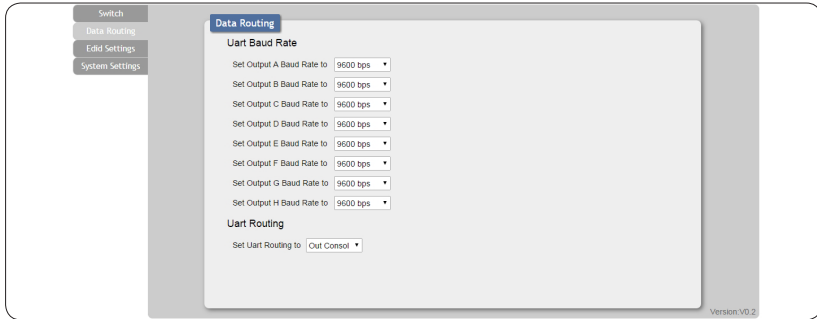 Switch
Data Routing
Edid Settings
System Settings
Data Routing
Uart Baud Rate
Set Output A Baud Rate to 9600 bps
Set Output B Baud Rate to 9600 bps
Set Output C Baud Rate to 9600 bps
Set Output D Baud Rate to 9600 bps
Set Output E Baud Rate to 9600 bps
Set Output F Baud Rate to 9600 bps
Set Output G Baud Rate to 9600 bps
Set Output H Baud Rate to 9600 bps
Uart Routing
Set Uart Routing to Out Consol
Version:V0.2